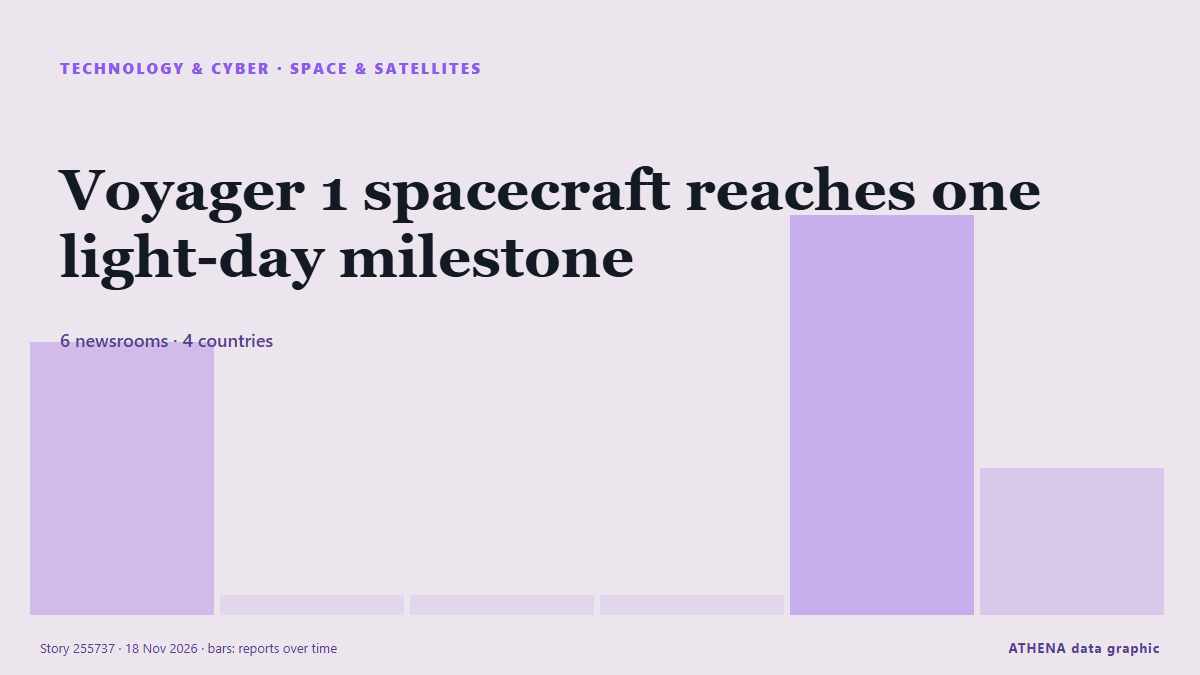 TECHNOLOGY & CYBER · SPACE & SATELLITES
Voyager 1 spacecraft reaches one
light-day milestone
6 newsrooms · 4 countries
Story 255737 · 18 Nov 2026 · bars: reports over time
ATHENA data graphic